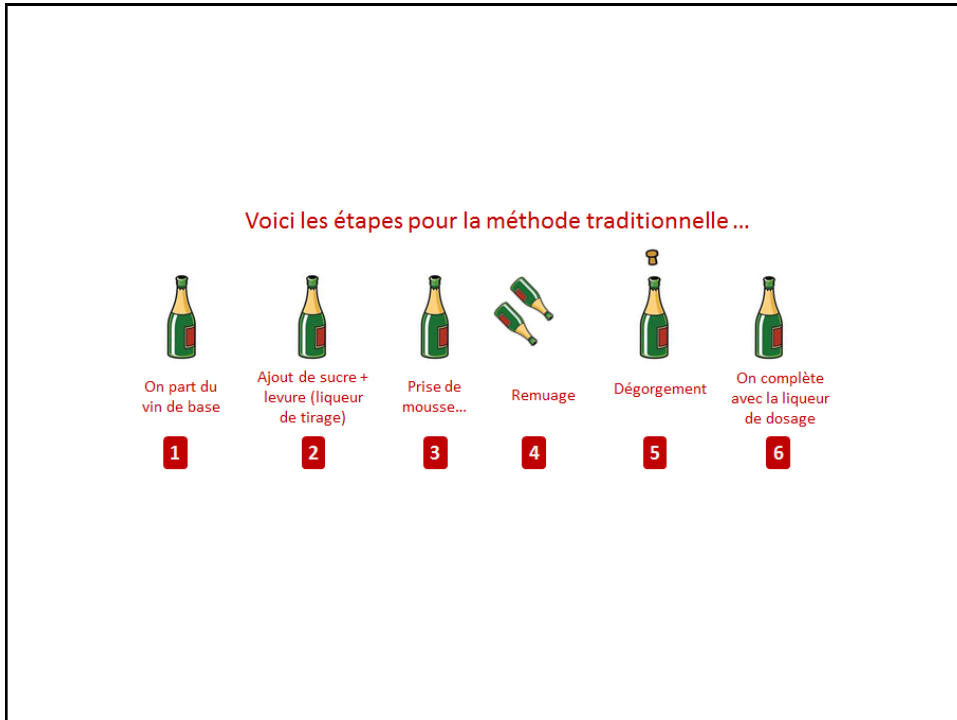 Voici les étapes pour la méthode traditionnelle ...
On part du
vin de base
1
Ajout de sucre +
levure (liqueur
de tirage)
2
Prise de
mousse...
3
Remuage
4
Dégorgement
5
On complète
avec la liqueur
de dosage
6